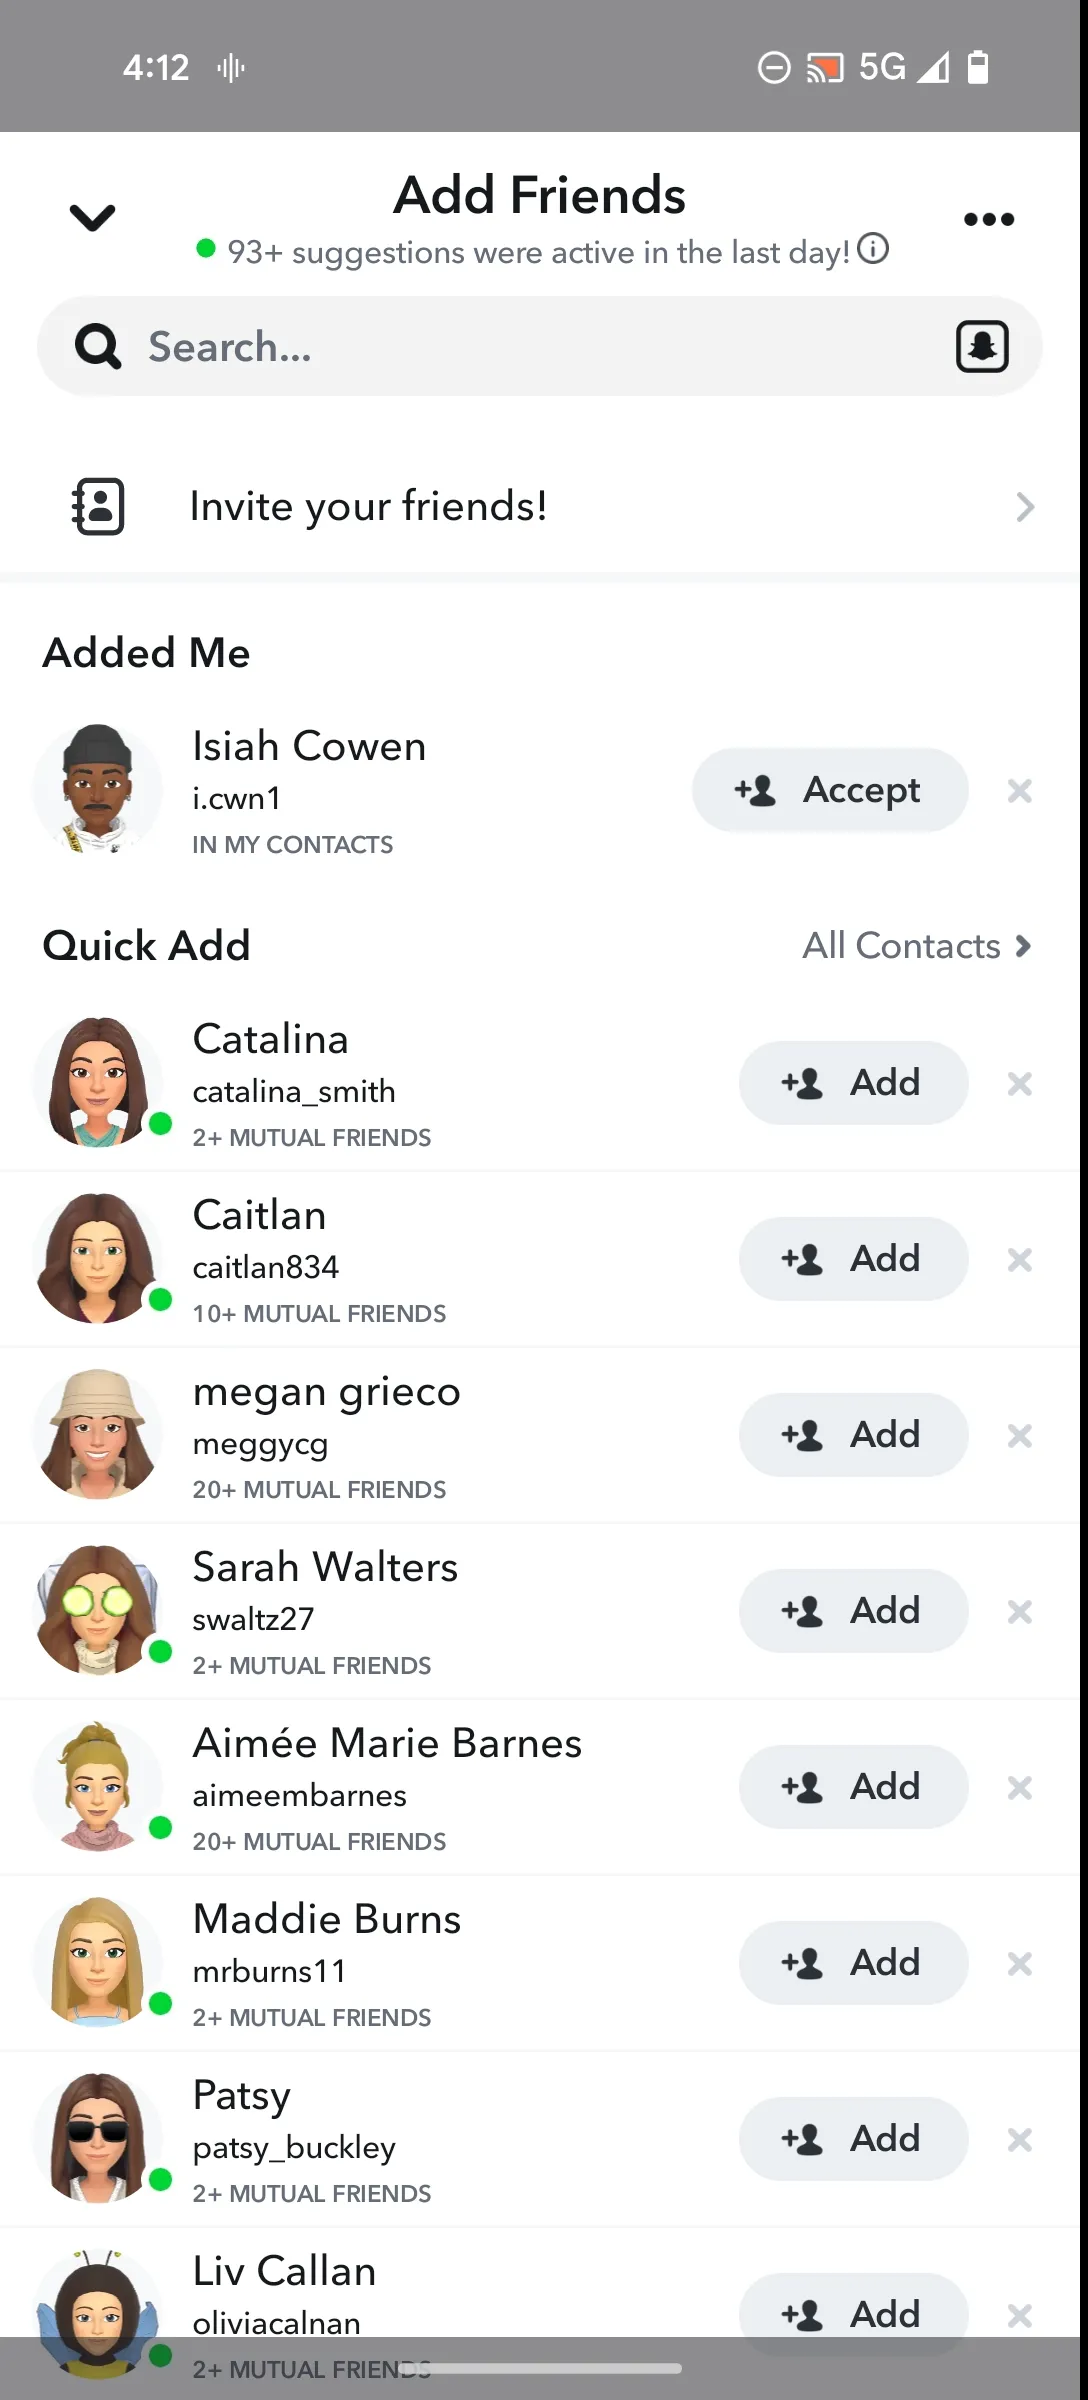 4:12
5G
Add Friends
93+ suggestions were active in the last day!
Search...
Invite your friends!
Added Me
Isiah Cowen
i.cwn1
IN MY CONTACTS
Accept
Quick Add
All Contacts
Catalina
catalina_smith
2+ MUTUAL FRIENDS
Add
Caitlan
caitlan834
10+ MUTUAL FRIENDS
Add
megan grieco
meggycg
20+ MUTUAL FRIENDS
Add
Sarah Walters
swaltz27
2+ MUTUAL FRIENDS
Add
Aimée Marie Barnes
aimeembarnes
20+ MUTUAL FRIENDS
Add
Maddie Burns
mrburns11
2+ MUTUAL FRIENDS
Add
Patsy
patsy_buckley
2+ MUTUAL FRIENDS
Add
Liv Callan
oliviacalnan
2+ MUTUAL FRIENDS
Add